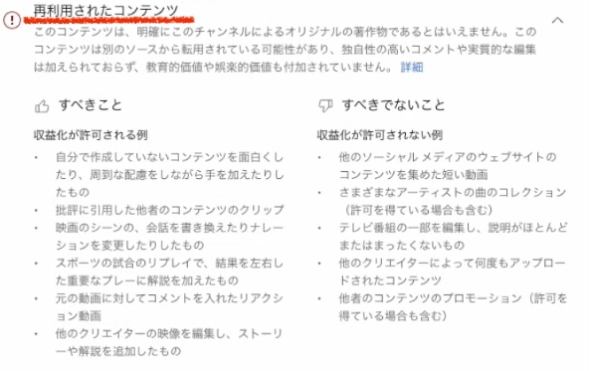 再利用されたコンテンツ
このコンテンツは、明確にこのチャンネルによるオリジナルの著作物であるとはいえません。この
コンテンツは別のソースから転用されている可能性があり、独自性の高いコメントや実質的な編集
は加えられておらず、教育的価値や娯楽的価値も付加されていません。 詳細
すべきこと
収益化が許可される例
• 自分で作成していないコンテンツを面白くし
たり、周到な配慮をしながら手を加えたりし
たもの
• 批評に引用した他者のコンテンツのクリップ
• 映画のシーンの、会話を書き換えたりナレー
ションを変更したりしたもの
• スポーツの試合のリプレイで、結果を左右し
た重要なプレーに解説を加えたもの
• 元の動画に対してコメントを入れたリアクシ
ョン動画
• 他のクリエイターの映像を編集し、ストーリ
ーや解説を追加したもの
すべきでないこと
収益化が許可されない例
• 他のソーシャル メディアのウェブサイトの
コンテンツを集めた短い動画
• さまざまなアーティストの曲のコレクション
（許可を得ている場合も含む）
• テレビ番組の一部を編集し、説明がほとんど
またはまったくないもの
• 他のクリエイターによって何度もアップロー
ドされたコンテンツ
• 他者のコンテンツのプロモーション（許可を
得ている場合も含む）